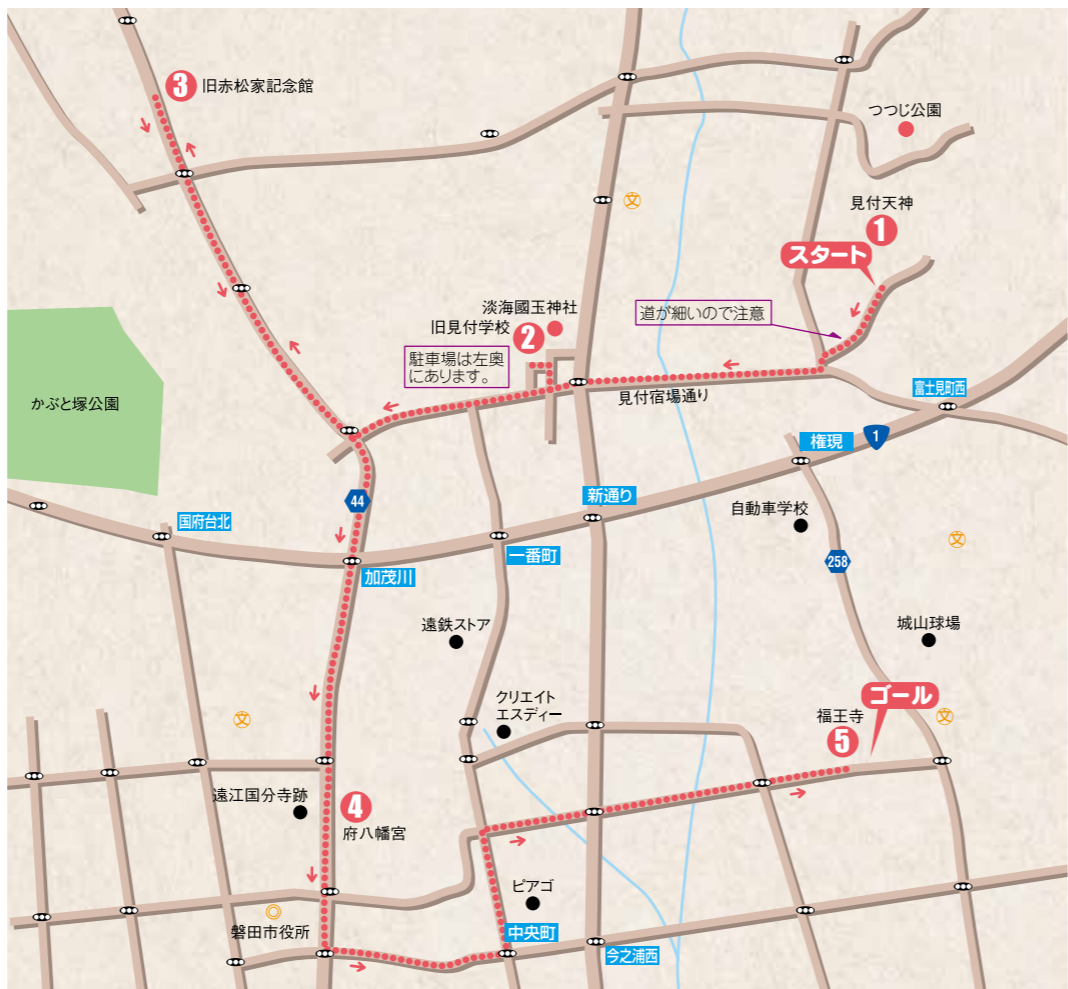 3
旧赤松家記念館
つつじ公園
文
見付天神
1
スタート
淡海國玉神社
旧見付学校
2
道が細いので注意
駐車場は左奥
にあります。
見付宿場通り
富士見町西
かぶと塚公園
権現
1
44
新通り
自動車学校
国府台北
文
一番町
258
加茂川
遠鉄ストア
城山球場
クリエイト
エスディー
ゴール
文
福王寺
文
5
遠江国分寺跡
4
府八幡宮
ピアゴ
磐田市役所
中央町
今之浦西